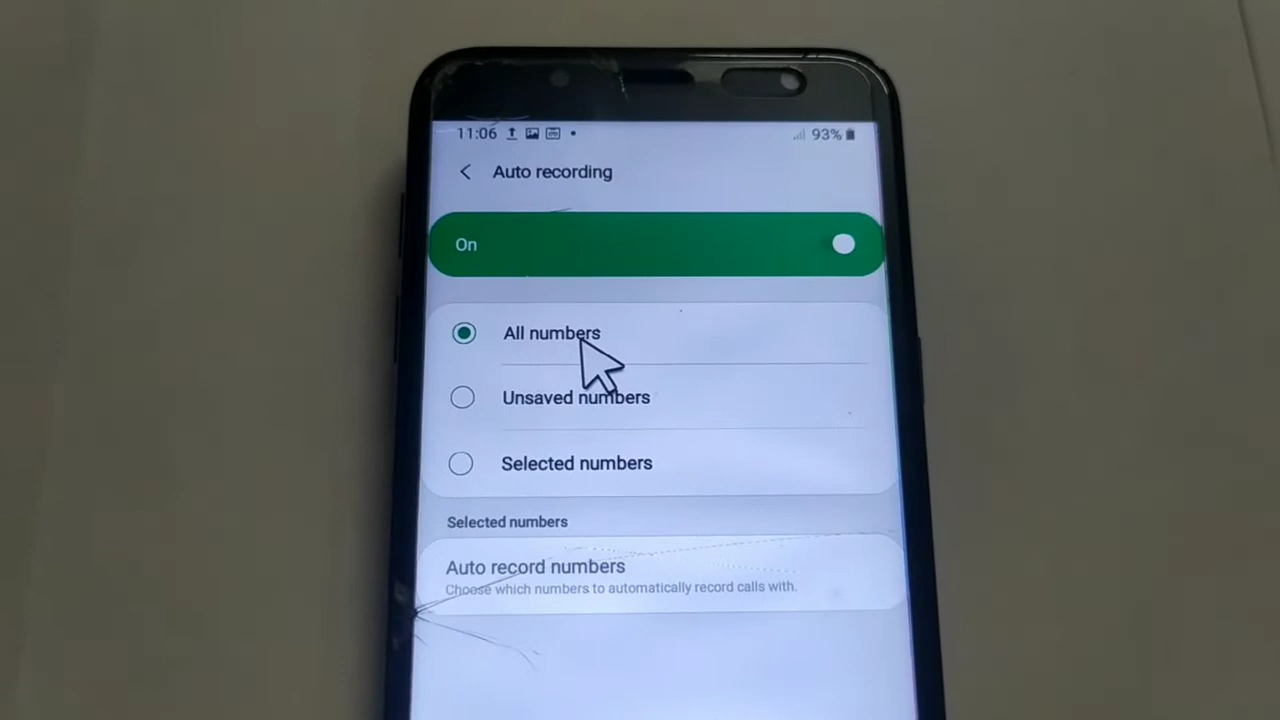 11:06 93%
Auto recording
On
All numbers
Unsaved numbers
Selected numbers
Selected numbers
Auto record numbers
Choose which numbers to automatically record calls with.